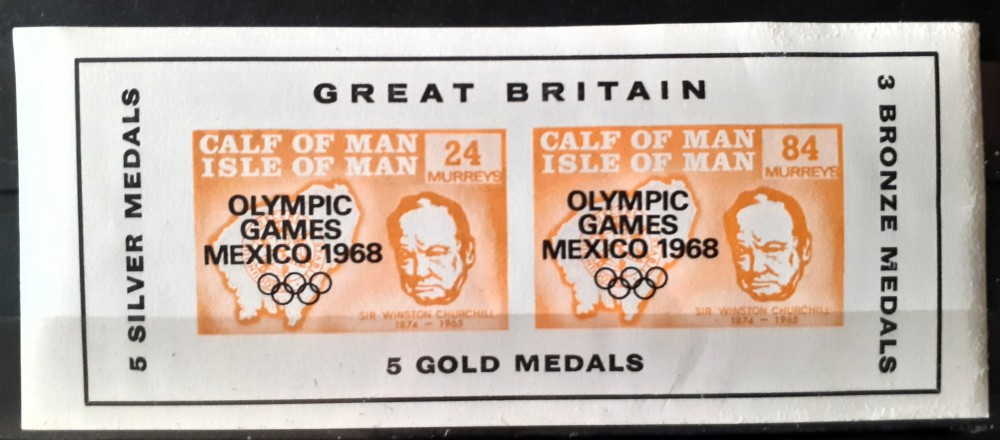 GREAT BRITAIN
5 SILVER MEDALS
CALF OF MAN
ISLE OF MAN
24
MURREYS
OLYMPIC
GAMES
MEXICO 1968
SIR WINSTON CHURCHILL
1874 - 1965
CALF OF MAN
ISLE OF MAN
84
MURREYS
OLYMPIC
GAMES
MEXICO 1968
SIR WINSTON CHURCHILL
1874 - 1965
3 BRONZE MEDALS
5 GOLD MEDALS